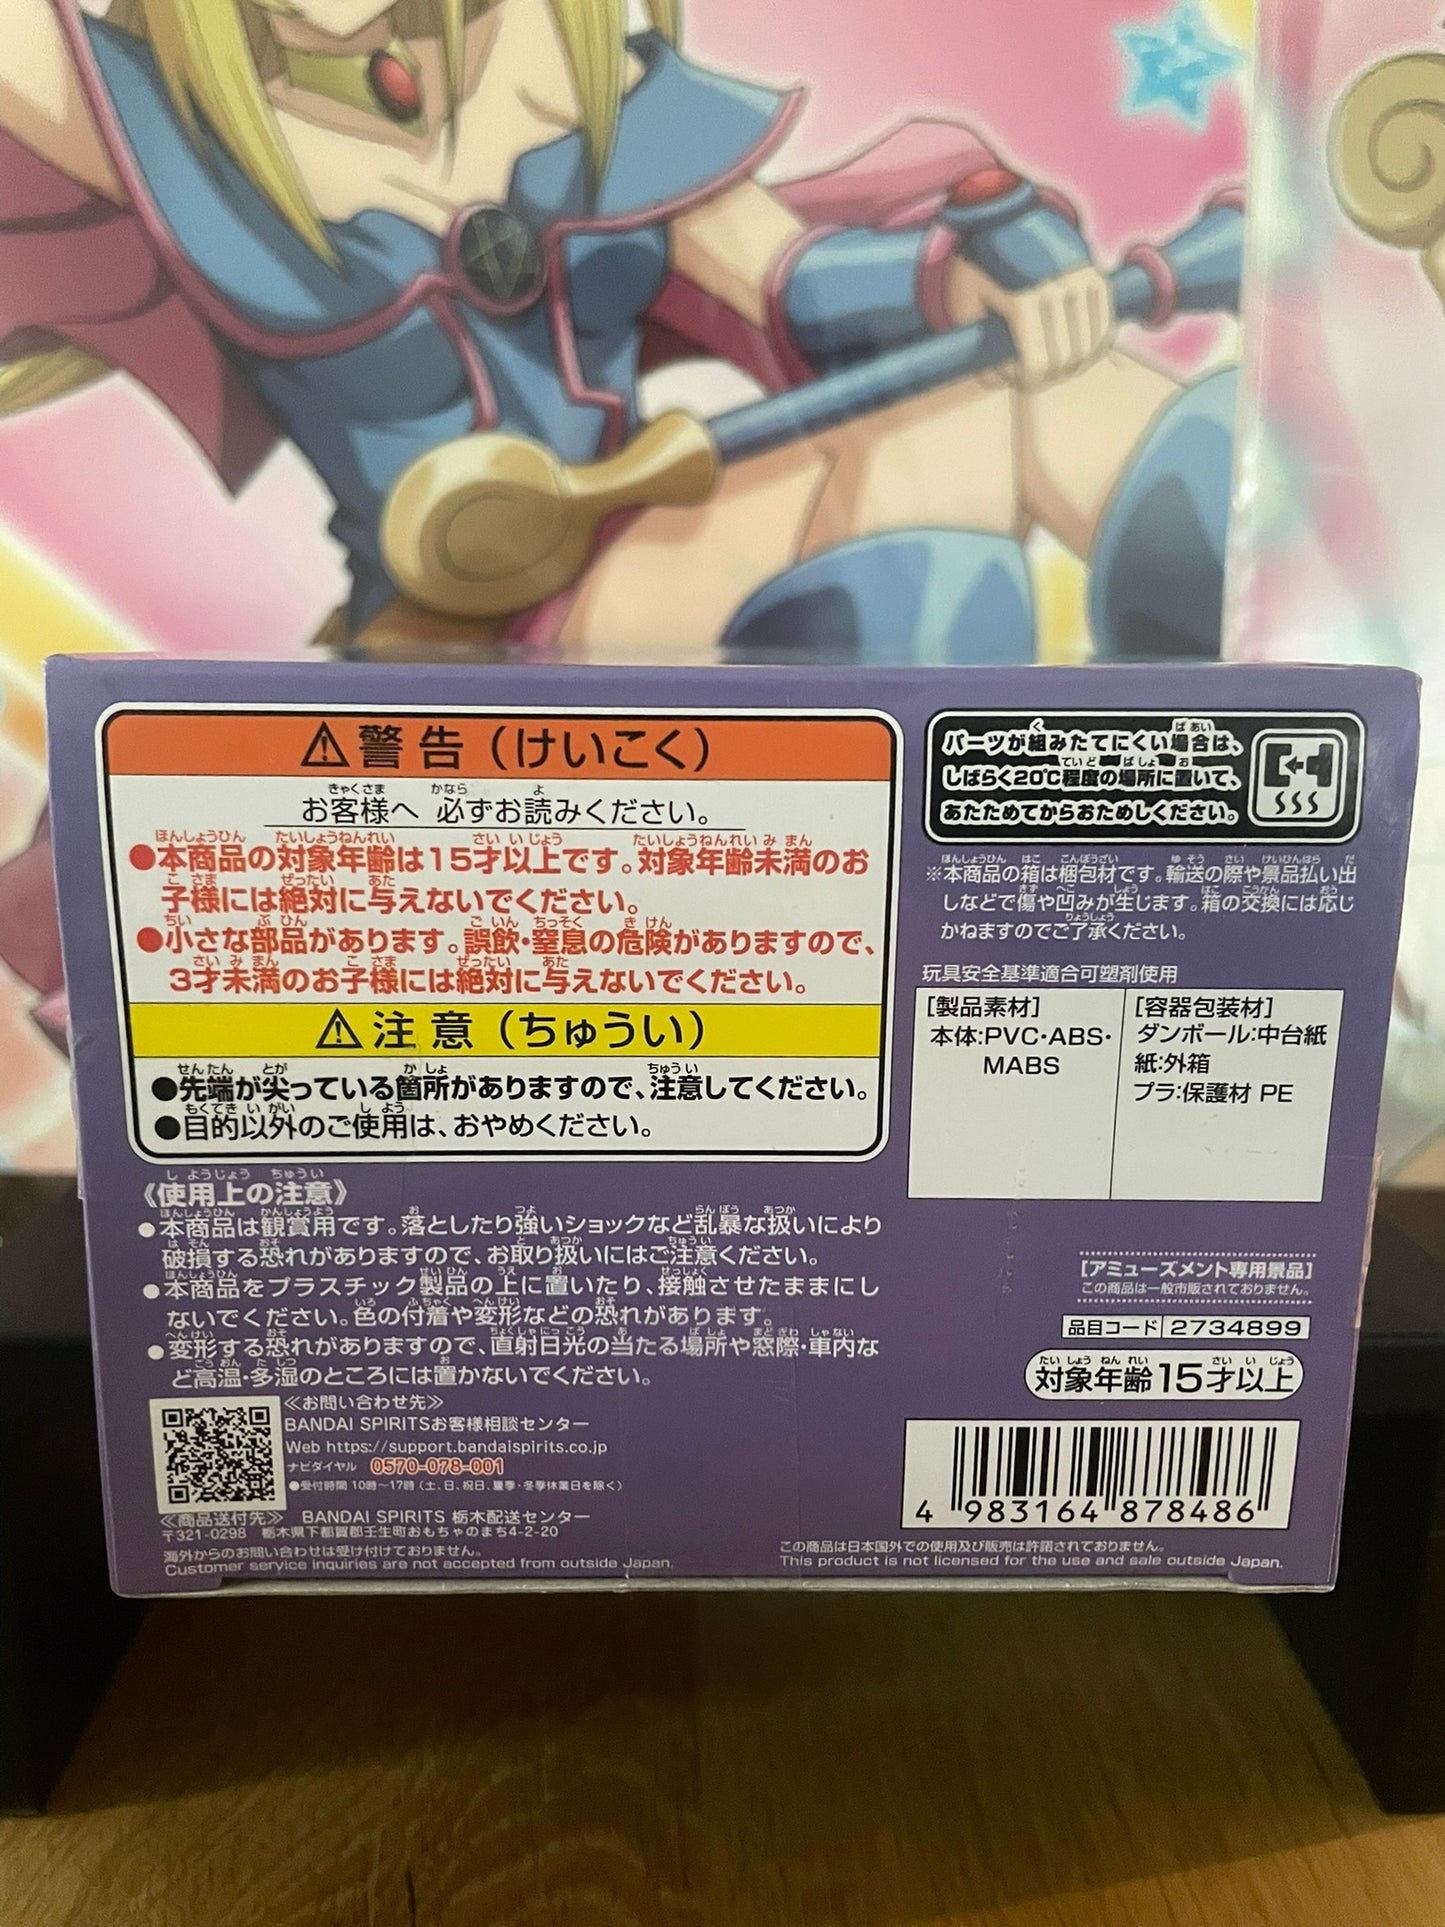 ⚠警告(けいこく)
お客様へ 必ずお読みください。
●本商品の対象年齢は15才以上です。対象年齢未満のお
子様には絶対に与えないでください。
●小さな部品があります。誤飲・窒息の危険がありますので、
3才未満のお子様には絶対に与えないでください。
⚠注意(ちゅうい)
●先端が尖っている箇所がありますので、注意してください。
●目的以外のご使用は、おやめください。
《使用上の注意》
●本商品は観賞用です。落としたり強いショックなど乱暴な扱いにより
破損する恐れがありますので、お取り扱いにはご注意ください。
●本商品をプラスチック製品の上に置いたり、接触させたままにし
ないでください。色の付着や変形などの恐れがあります。
●変形する恐れがありますので、直射日光の当たる場所や窓際・車内な
ど高温・多湿のところには置かないでください。
≪お問い合わせ先≫
BANDAI SPIRITSお客様相談センター
Web https://support.bandaispirits.co.jp
ナビダイヤル 0570-078-001
●受付時間 10時~17時(土、日、祝日、夏季・冬季休業日を除く)
≪商品送付先≫ BANDAI SPIRITS 栃木配送センター
〒321-0298 栃木県下都賀郡壬生町おもちゃのまち4-2-20
海外からのお問い合わせは受け付けておりません。
Customer service inquiries are not accepted from outside Japan.
パーツが組みたてにくい場合は、
しばらく20℃程度の場所に置いて、
あたためてからおためしください。
※本商品の箱は梱包材です。輸送の際や景品払い出
しなどで傷や凹みが生じます。箱の交換には応じ
かねますのでご了承ください。
玩具安全基準適合可塑剤使用
[製品素材]
本体:PVC・ABS・
MABS
[容器包装材]
ダンボール:中台紙
紙:外箱
プラ:保護材 PE
[アミューズメント専用景品]
この商品は一般市販されておりません。
品目コード 2734899
対象年齢15才以上
4 983164 878486
この商品は日本国外での使用及び販売は許諾されておりません。
This product is not licensed for the use and sale outside Japan.